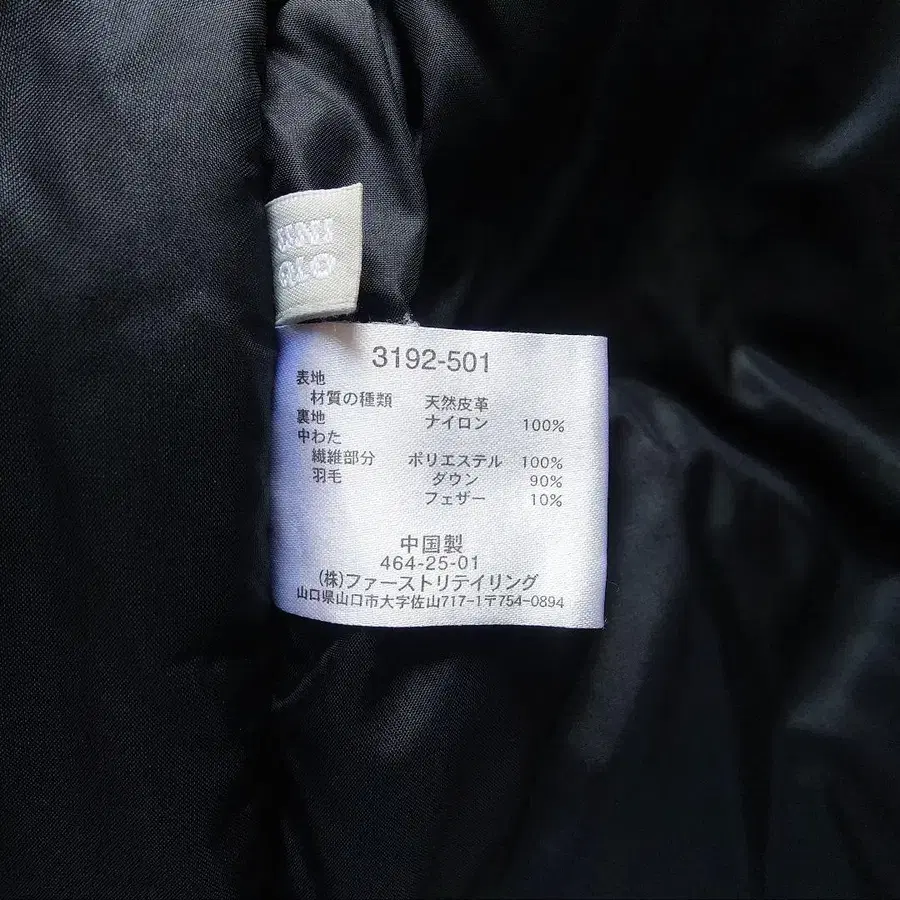 3192-501
表地
材質の種類 天然皮革
裏地 ナイロン 100%
中わた
繊維部分 ポリエステル 100%
羽毛 ダウン 90%
フェザー 10%
中国製
464-25-01
(株)ファーストリテイリング
山口県山口市大字佐山717-1〒754-0894